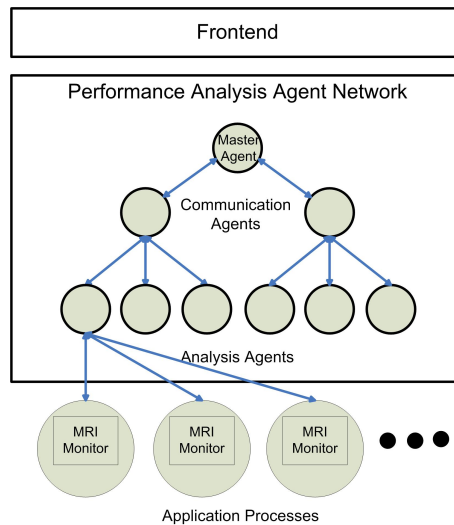 Frontend
Performance Analysis Agent Network
Master
Agent
Communication
Agents
Analysis Agents
MRI
Monitor
MRI
Monitor
MRI
Monitor
Application Processes